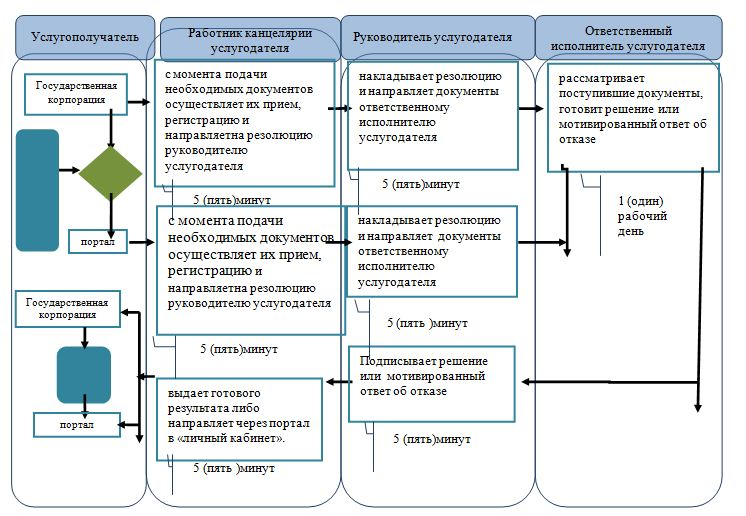 Услугополучатель
Работник канцелярии
услугодателя
Руководитель услугодателя
Ответственный
исполнитель услугодателя
Государственная
корпорация
портал
с момента подачи
необходимых документов
осуществляет их прием,
регистрацию и
направляетна резолюцию
руководителю
услугодателя
5 (пять)минут
накладывает резолюцию
и направляет документы
ответственному
исполнителю
услугодателя
5 (пять)минут
рассматривает
поступившие документы,
готовит решение или
мотивированный ответ об
отказе
1 (один)
рабочий
день
с момента подачи
необходимых документов
осуществляет их прием,
регистрацию и
направляетна резолюцию
руководителю услугодателя
5 (пять)минут
накладывает резолюцию
и направляет документы
ответственному
исполнителю
услугодателя
5 (пять )минут
Подписывает решение
или мотивированный
ответ об отказе
5 (пять)минут
выдает готового
результата либо
направляет через портал
в «личный кабинет».
5 (пять )минут
Государственная
корпорация
портал